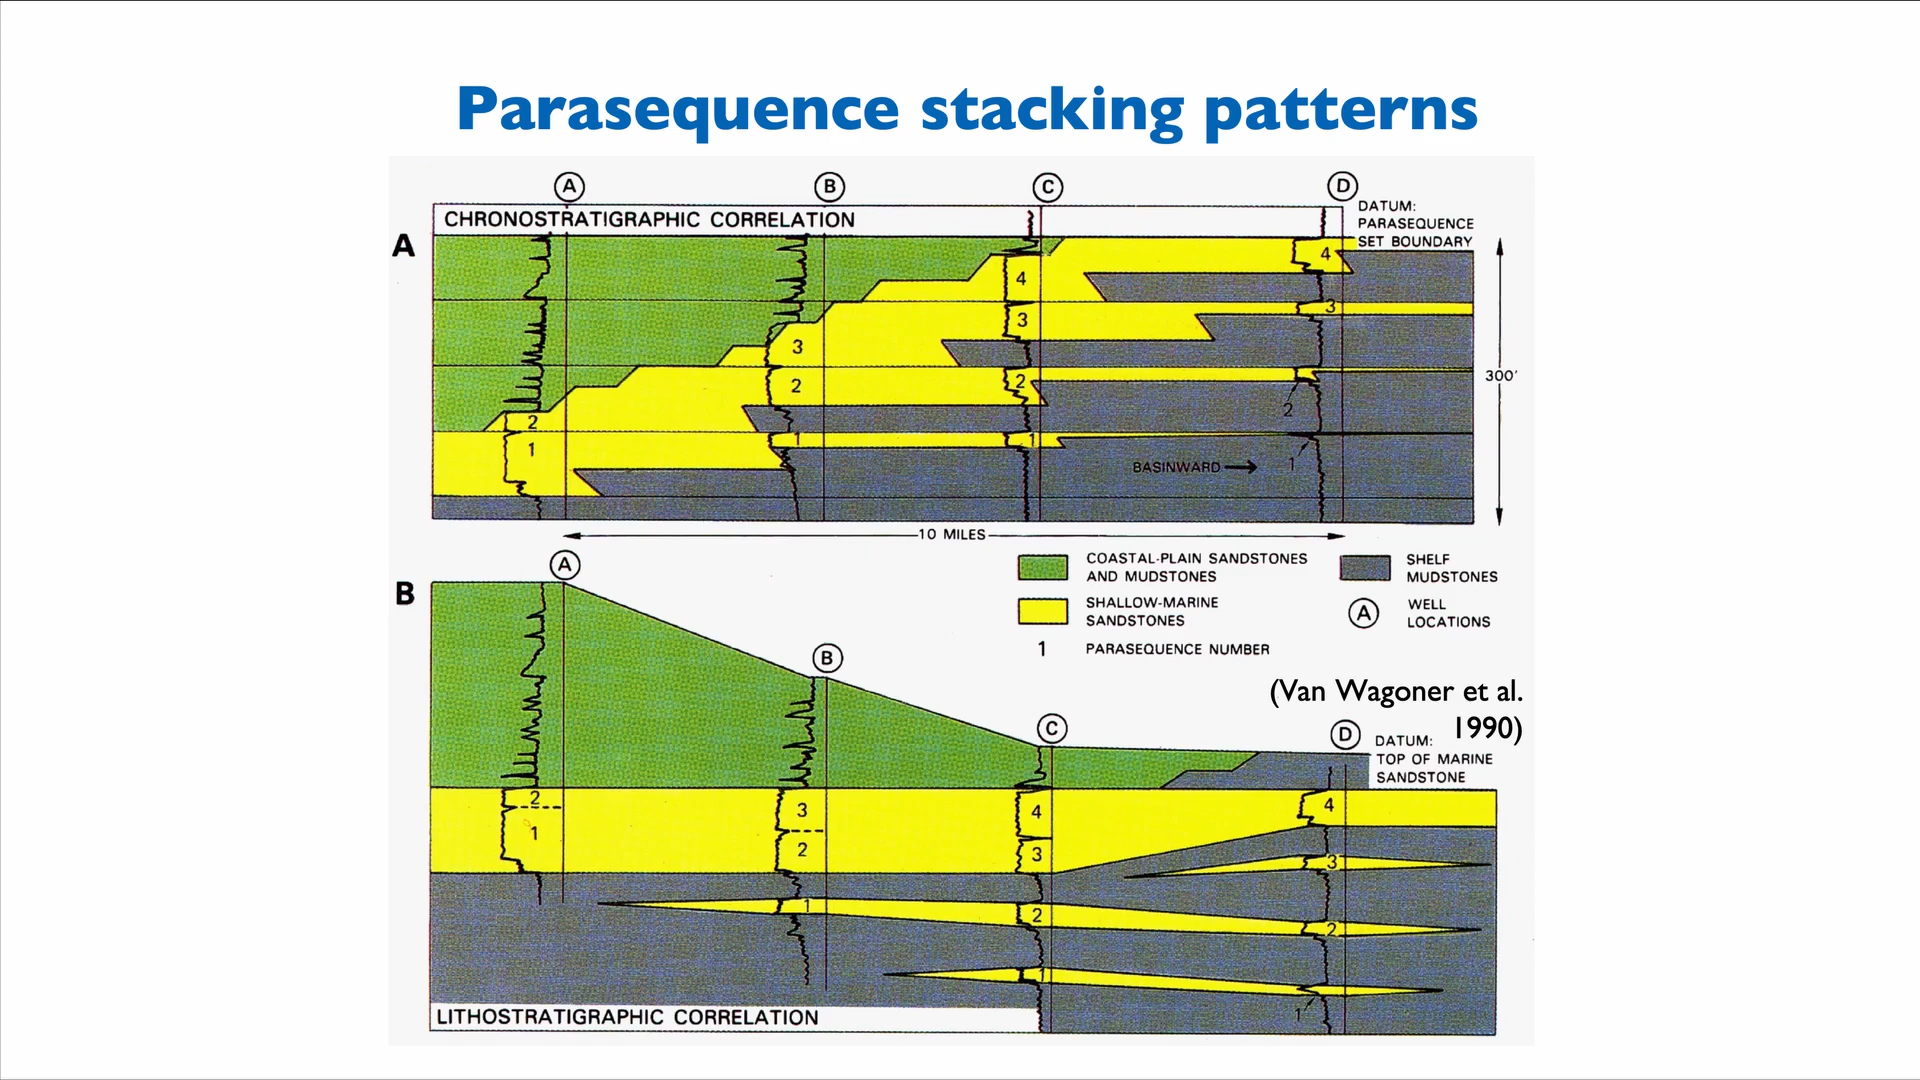 Parasequence stacking patterns
A B C D
CHRONOSTRATIGRAPHIC CORRELATION
DATUM:
PARASEQUENCE
SET BOUNDARY
A
4
4
3
3
3
2
2
2
2
1
1
1
1
BASINWARD
300'
10 MILES
COASTAL-PLAIN SANDSTONES
AND MUDSTONES
SHELF
MUDSTONES
SHALLOW-MARINE
SANDSTONES
A
WELL
LOCATIONS
1
PARASEQUENCE NUMBER
(Van Wagoner et al.
1990)
B
A
B
C
D
DATUM:
TOP OF MARINE
SANDSTONE
2
3
4
4
1
2
3
3
1
2
2
1
1
LITHOSTRATIGRAPHIC CORRELATION